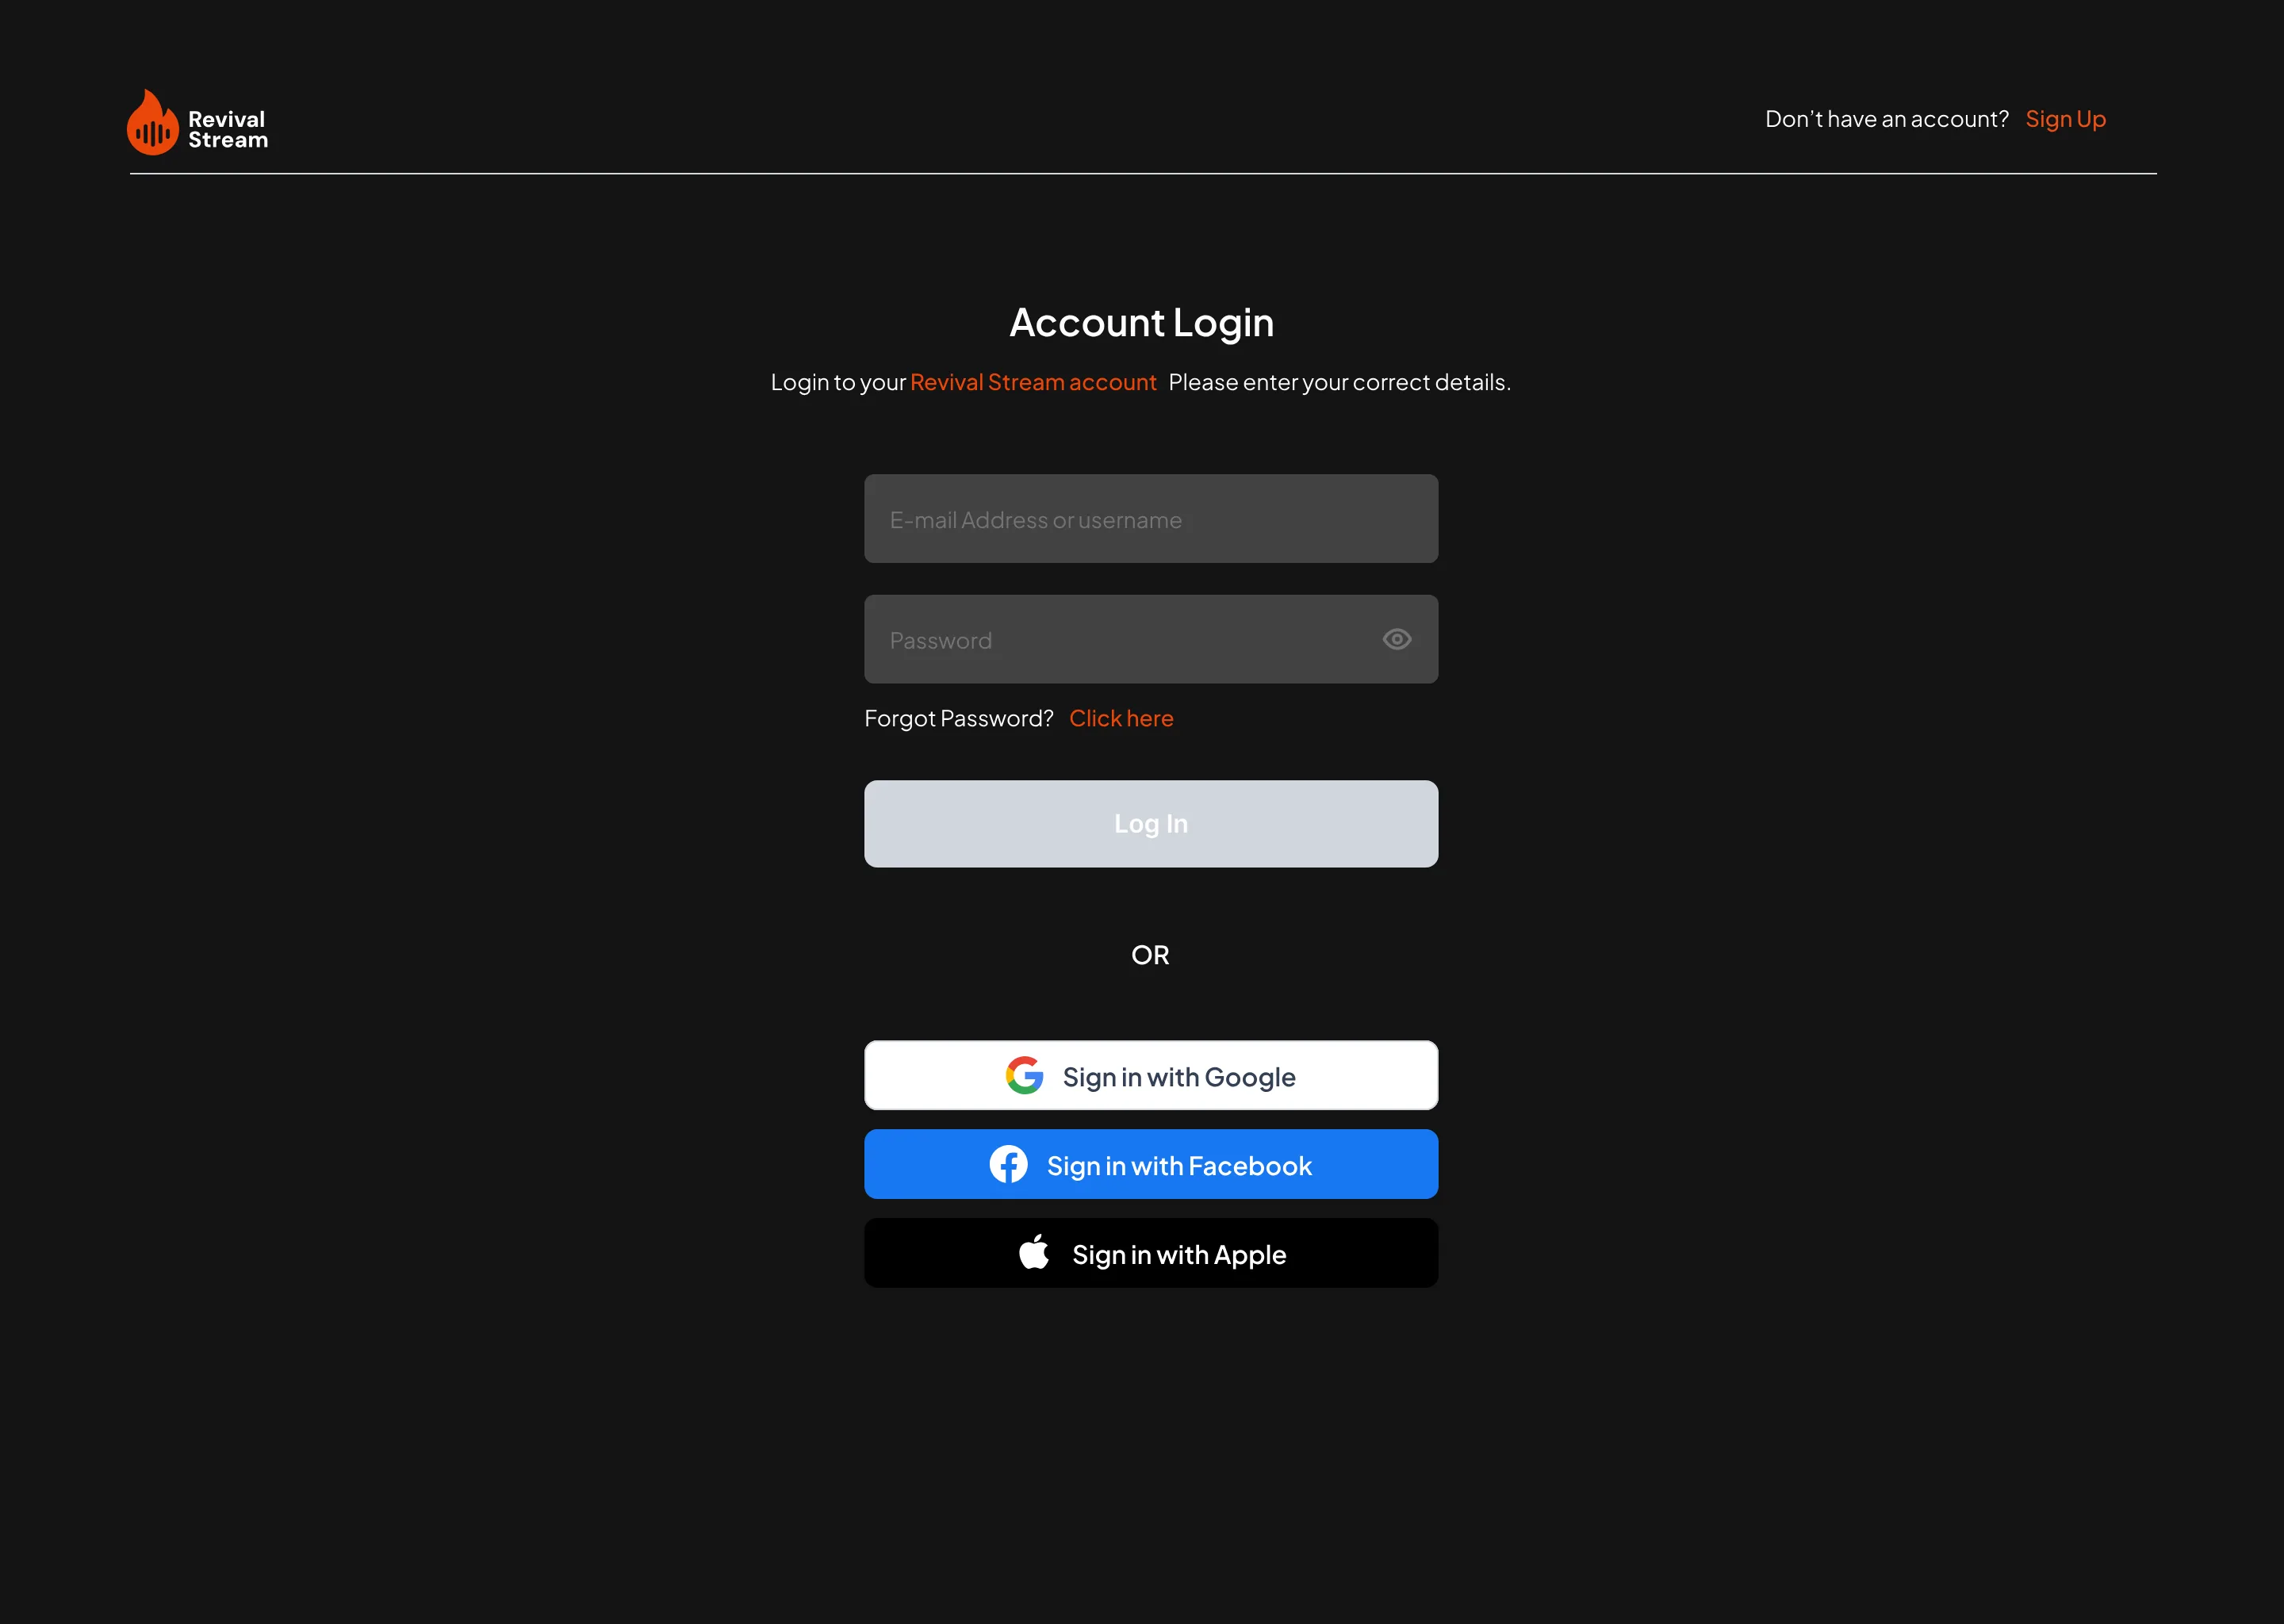 Revival
Stream
Don’t have an account? Sign Up
Account Login
Login to your Revival Stream account Please enter your correct details.
E-mail Address or username
Password
Forgot Password? Click here
Log In
OR
Sign in with Google
Sign in with Facebook
Sign in with Apple